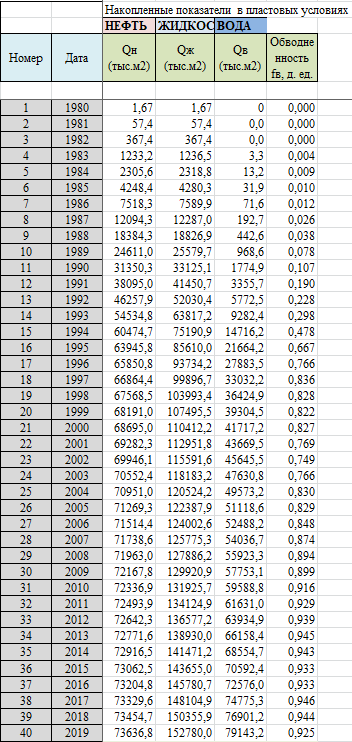 Накопленные показатели в пластовых условиях
НЕФТЬ ЖИДКОС ВОДА
Номер Дата Qн (тыс.м2) Qж (тыс.м2) Qв (тыс.м2) Обводне нность fв, д. ед.
1 1980 1,67 1,67 0 0,000
2 1981 57,4 57,4 0,0 0,000
3 1982 367,4 367,4 0,0 0,000
4 1983 1233,2 1236,5 3,3 0,004
5 1984 2305,6 2318,8 13,2 0,009
6 1985 4248,4 4280,3 31,9 0,010
7 1986 7518,3 7589,9 71,6 0,012
8 1987 12094,3 12287,0 192,7 0,026
9 1988 18384,3 18826,9 442,6 0,038
10 1989 24611,0 25579,7 968,6 0,078
11 1990 31350,3 33125,1 1774,9 0,107
12 1991 38095,0 41450,7 3355,7 0,190
13 1992 46257,9 52030,4 5772,5 0,228
14 1993 54534,8 63817,2 9282,4 0,298
15 1994 60474,7 75190,9 14716,2 0,478
16 1995 63945,8 85610,0 21664,2 0,667
17 1996 65850,8 93734,2 27883,5 0,766
18 1997 66864,4 99896,7 33032,2 0,836
19 1998 67568,5 103993,4 36424,9 0,828
20 1999 68191,0 107495,5 39304,5 0,822
21 2000 68695,0 110412,2 41717,2 0,827
22 2001 69282,3 112951,8 43669,5 0,769
23 2002 69946,1 115591,6 45645,5 0,749
24 2003 70552,4 118183,2 47630,8 0,766
25 2004 70951,0 120524,2 49573,2 0,830
26 2005 71269,3 122387,9 51118,6 0,829
27 2006 71514,4 124002,6 52488,2 0,848
28 2007 71738,6 125775,3 54036,7 0,874
29 2008 71963,0 127886,2 55923,3 0,894
30 2009 72167,8 129920,9 57753,1 0,899
31 2010 72336,9 131925,7 59588,8 0,916
32 2011 72493,9 134124,9 61631,0 0,929
33 2012 72642,3 136577,2 63934,9 0,939
34 2013 72771,6 138930,0 66158,4 0,945
35 2014 72916,5 141471,2 68554,7 0,943
36 2015 73062,5 143655,0 70592,4 0,933
37 2016 73204,8 145780,7 72576,0 0,933
38 2017 73329,6 148104,9 74775,3 0,946
39 2018 73454,7 150355,9 76901,2 0,944
40 2019 73636,8 152780,0 79143,2 0,925